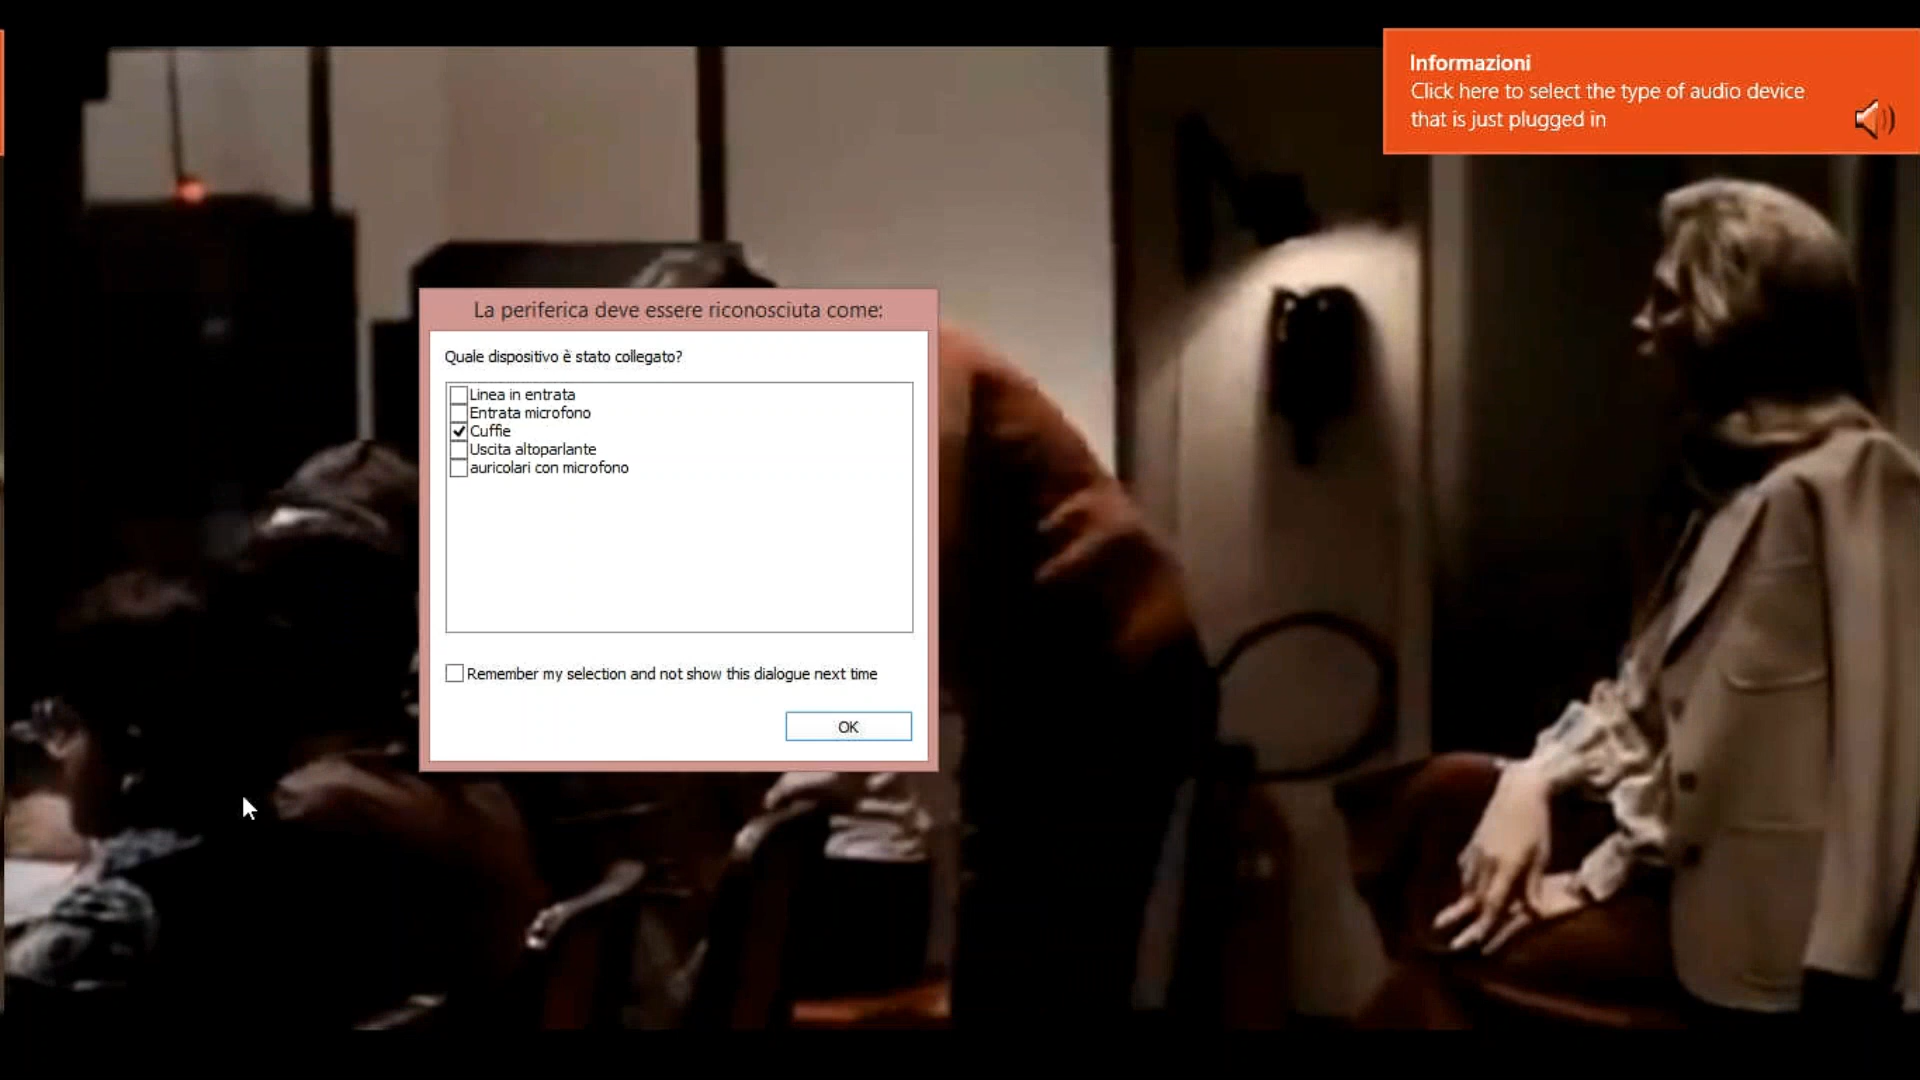 Informazioni
Click here to select the type of audio device
that is just plugged in
La periferica deve essere riconosciuta come:
Quale dispositivo è stato collegato?
Linea in entrata
Entrata microfono
Cuffie
Uscita altoparlante
auricolari con microfono
Remember my selection and not show this dialogue next time
OK